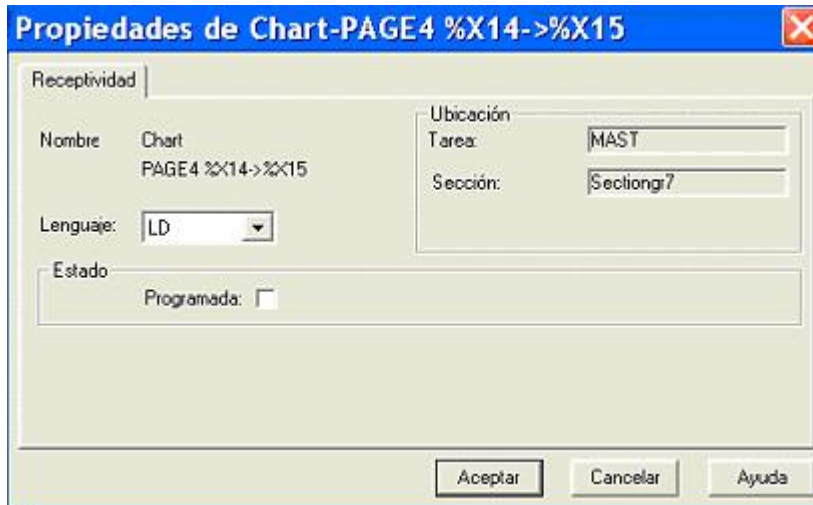 Propiedades de Chart-PAGE4 %X14->%X15
Receptividad
Nombre Chart
PAGE4 %X14->%X15
Lenguaje: LD
Ubicación
Tarea: MAST
Sección: Sectiongr7
Estado
Programada:
Aceptar Cancelar Ayuda